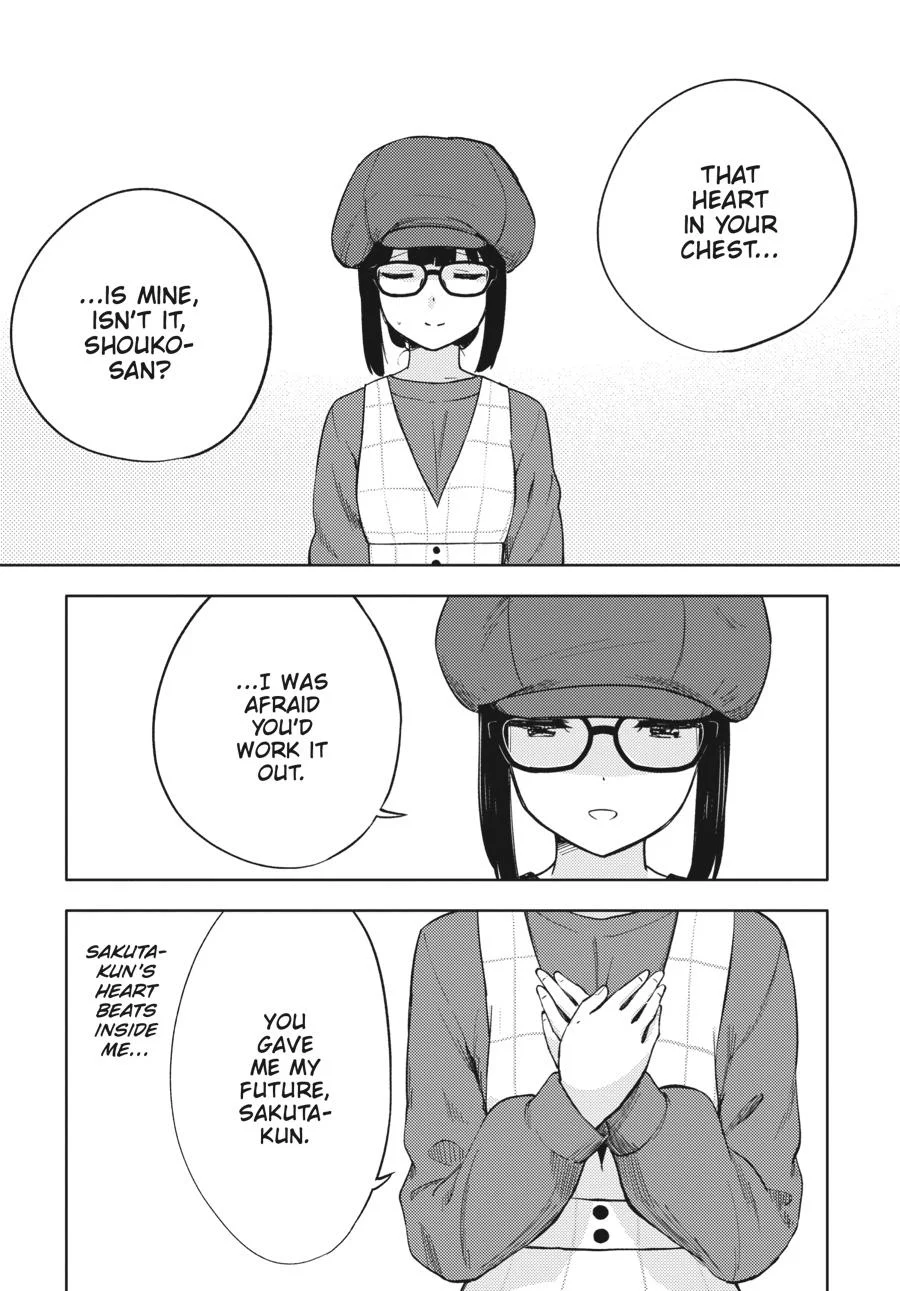 THAT
HEART
IN YOUR
CHEST...
...IS MINE,
ISN'T IT,
SHOUKO-
SAN?
...I WAS
AFRAID
YOU'D
WORK IT
OUT.
YOU
GAVE
ME MY
FUTURE,
SAKUTA-
KUN.
SAKUTA-
KUN'S
HEART
BEATS
INSIDE
ME...